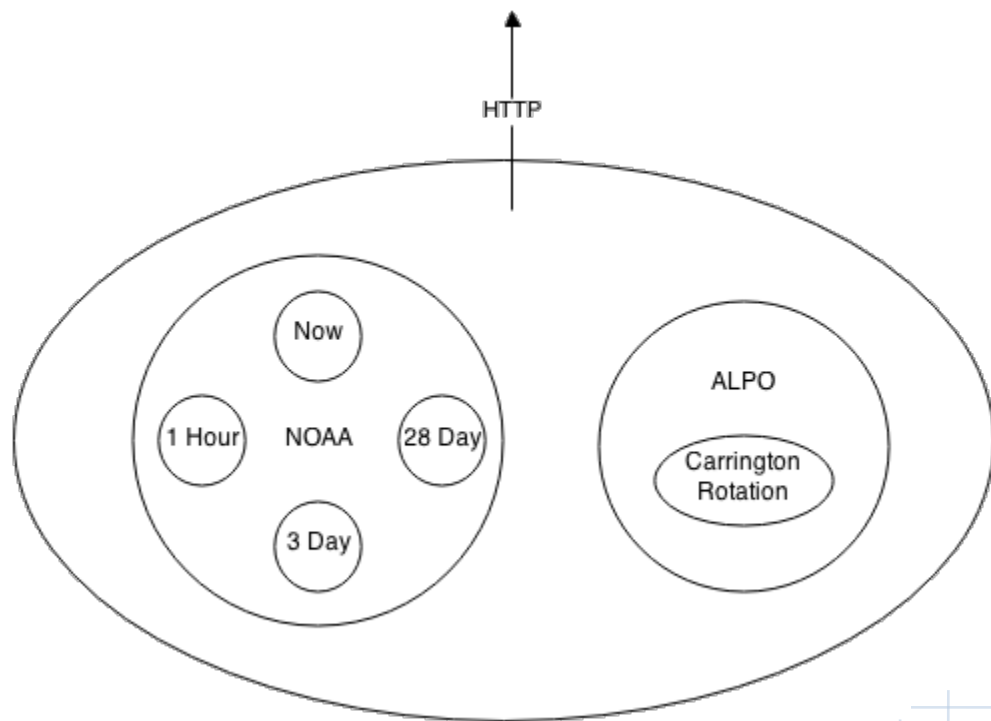 HTTP
Now
1 Hour
NOAA
28 Day
3 Day
ALPO
Carrington
Rotation